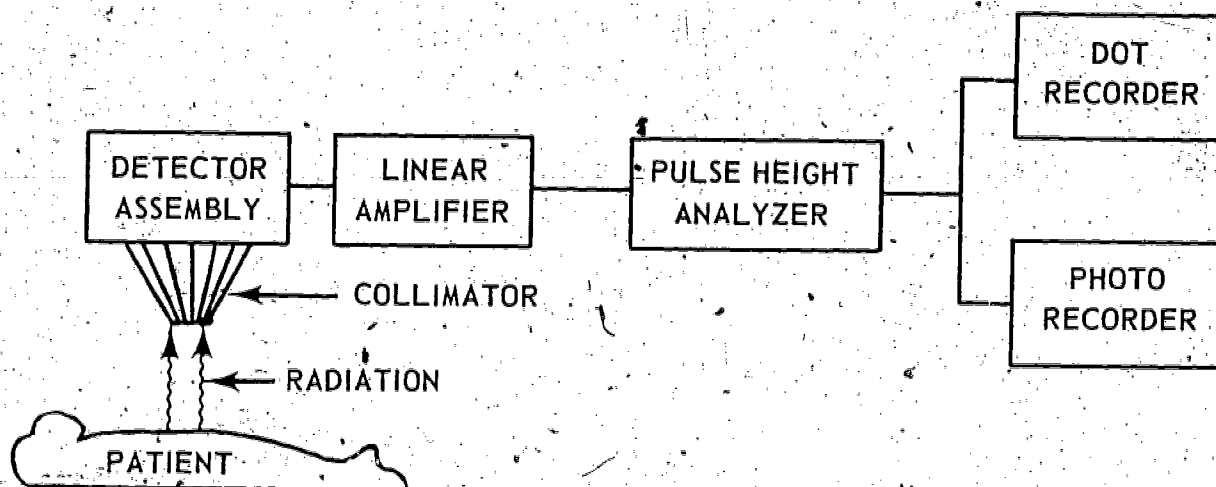 DOT
RECORDER
DETECTOR
ASSEMBLY
LINEAR
AMPLIFIER
PULSE HEIGHT
ANALYZER
COLLIMATOR
PHOTO
RECORDER
RADIATION
PATIENT